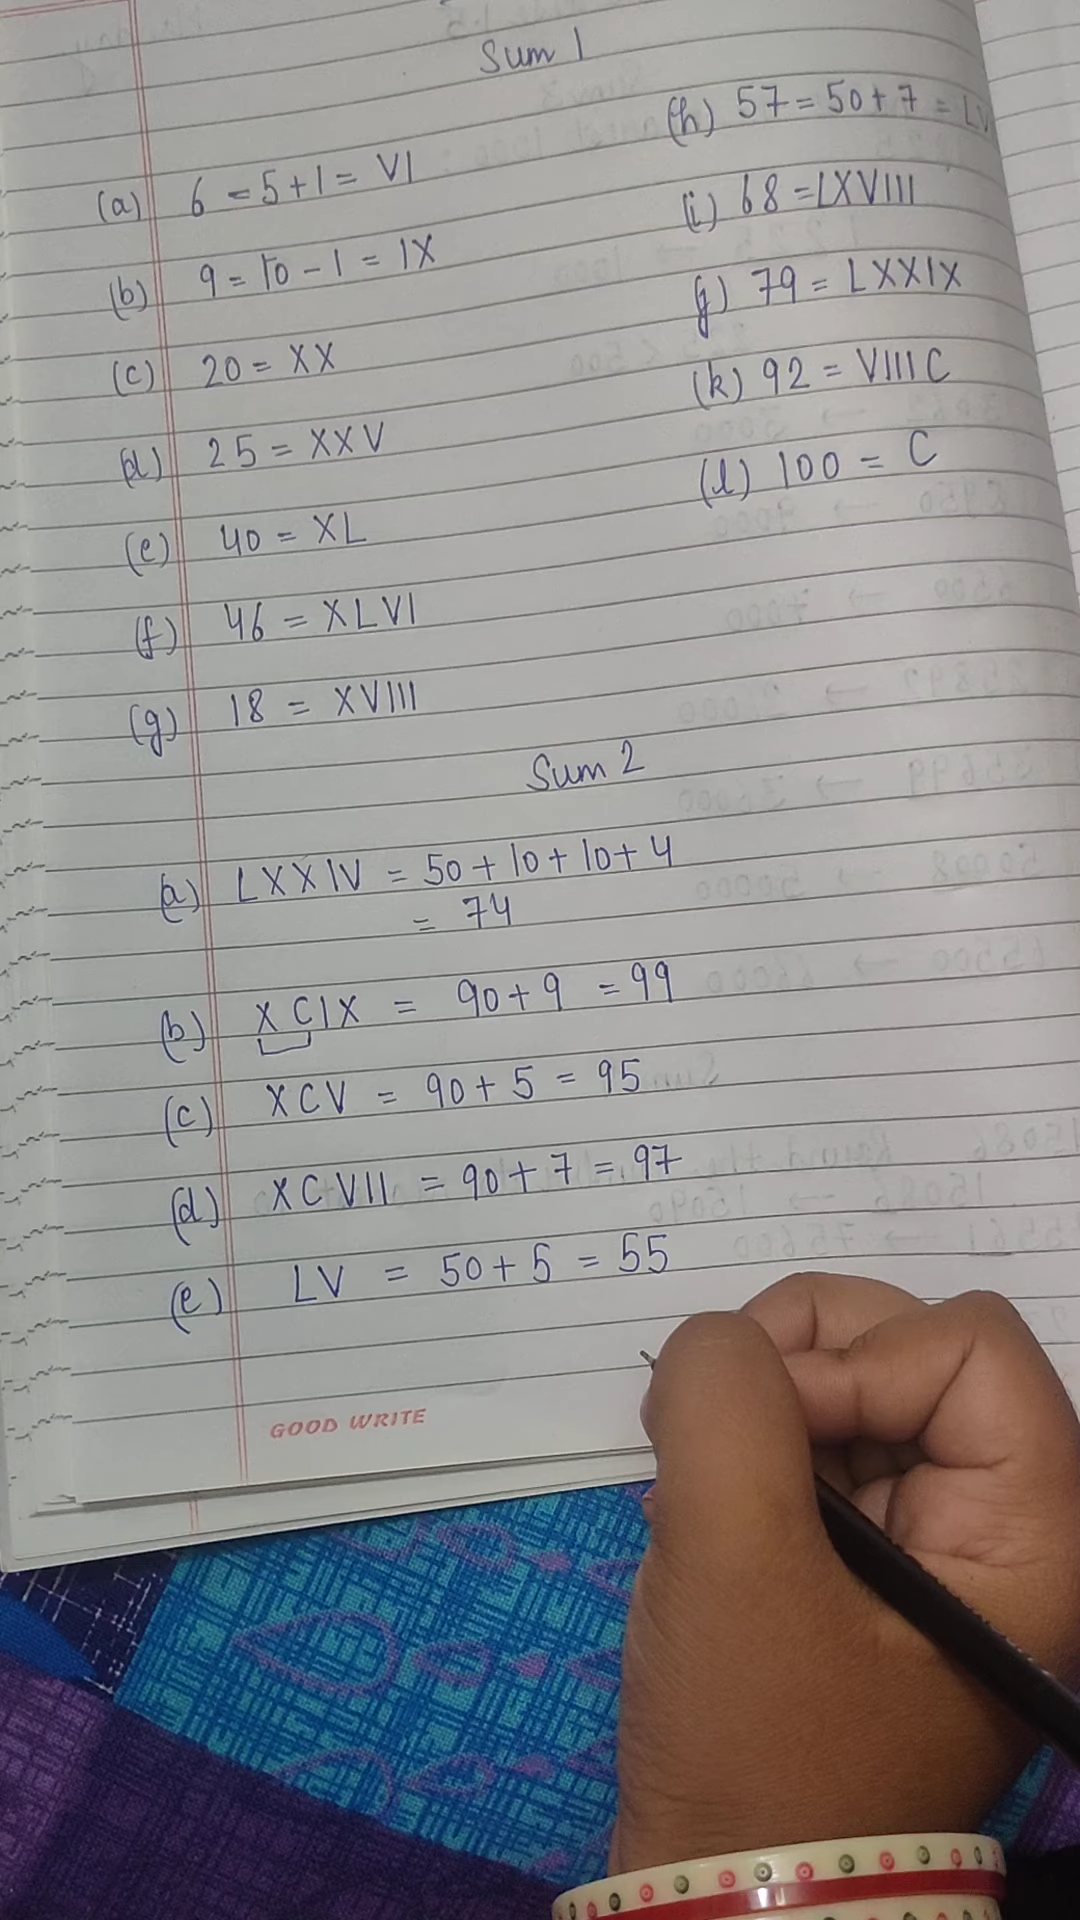 Sum 1
(a) 6 = 5+1 = VI
(b) 9 = 10 - 1 = IX
(c) 20 = XX
(d) 25 = XXV
(e) 40 = XL
(f) 46 = XLVI
(g) 18 = XVIII
(h) 57 = 50+7 = LV
(i) 68 = LXVIII
(j) 79 = LXXIX
(k) 92 = VIIIC
(l) 100 = C
Sum 2
(a) LXXIV = 50 + 10 + 10 + 4
= 74
(b) XCIX = 90+9 = 99
(c) XCV = 90 + 5 = 95
(d) XCVII = 90 + 7 = 97
(e) LV = 50 + 5 = 55
GOOD WRITE